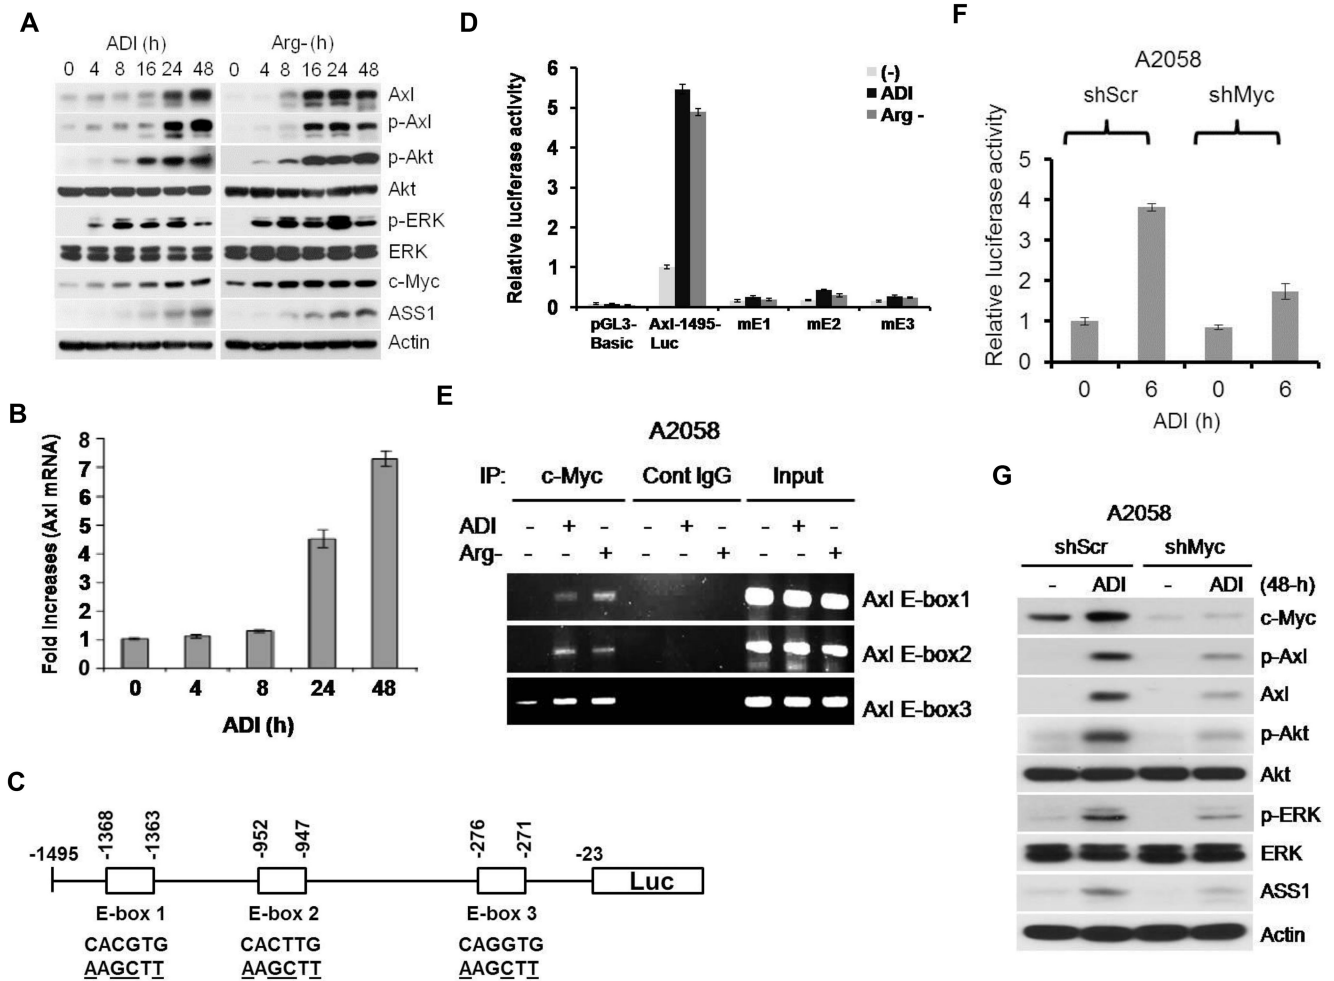 A
ADI (h) Arg- (h)
0 4 8 16 24 48 0 4 8 16 24 48
Axl
p-Axl
p-Akt
Akt
p-ERK
ERK
c-Myc
ASS1
Actin
B
Fold Increases (Axl mRNA)
8
7
6
5
4
3
2
1
0
0 4 8 24 48
ADI (h)
C
-1495 -1368 -1363 -952 -947 -276 -271 -23
Luc
E-box 1 E-box 2 E-box 3
CACGTG CACTTG CAGGTG
AAGCTT AAGCTT AAGCTT
D
Relative luciferase activity
6
5
4
3
2
1
0
(-)
ADI
Arg -
pGL3- Axl-1495- mE1 mE2 mE3
Basic Luc
E
A2058
IP: c-Myc Cont IgG Input
ADI - + - - + - - + -
Arg- - - + - - + - - +
Axl E-box1
Axl E-box2
Axl E-box3
F
A2058
shScr shMyc
Relative luciferase activity
5
4
3
2
1
0
0 6 0 6
ADI (h)
G
A2058
shScr shMyc
- ADI - ADI (48-h)
c-Myc
p-Axl
Axl
p-Akt
Akt
p-ERK
ERK
ASS1
Actin